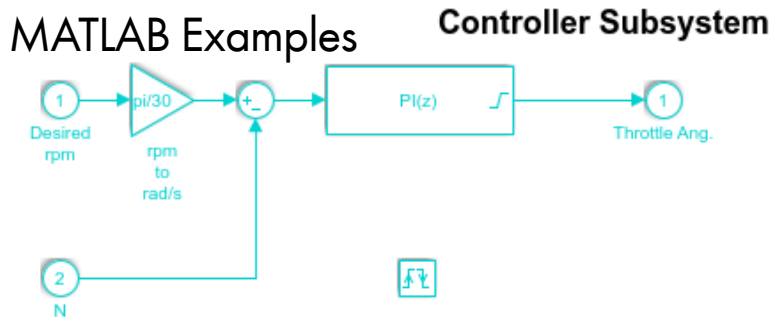 MATLAB Examples
Controller Subsystem
1
pi/30
+
-
PI(z)
1
Desired
rpm
rpm
to
rad/s
Throttle Ang.
2
N